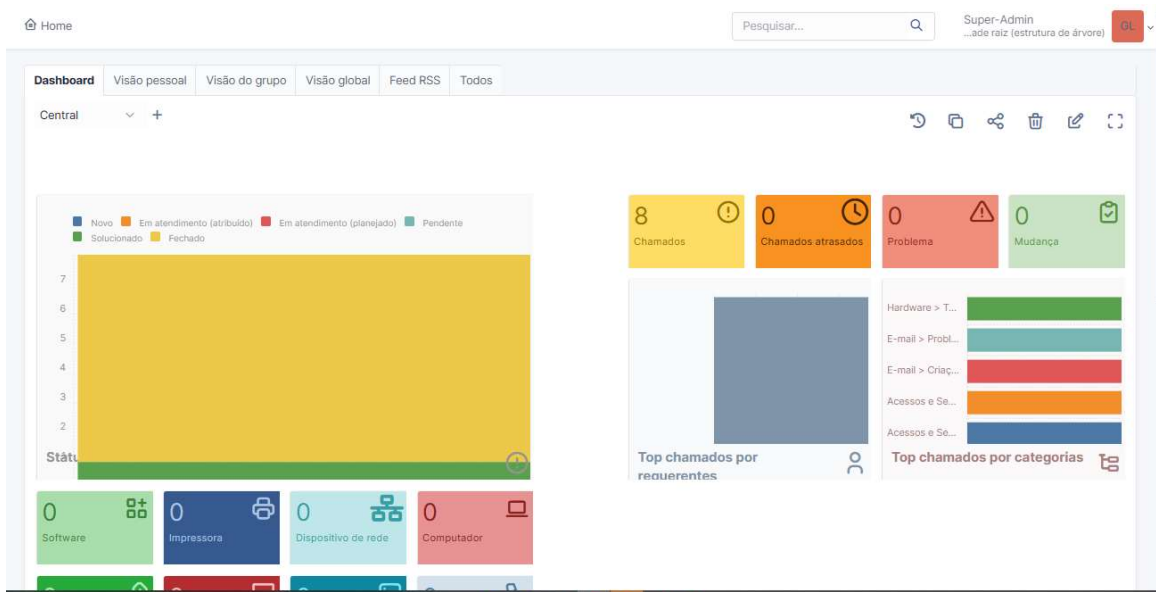 Home
Pesquisar...
Super-Admin
...ade raiz (estrutura de árvore)
GL
Dashboard Visão pessoal Visão do grupo Visão global Feed RSS Todos
Central
Novo Em atendimento (atribuído) Em atendimento (planejado) Pendente
Solucionado Fechado
7
6
5
4
3
2
8
Chamados
0
Chamados atrasados
0
Problema
0
Mudança
Top chamados por
requerentes
Hardware > T...
E-mail > Probl...
E-mail > Criaç...
Acessos e Se...
Acessos e Se...
Top chamados por categorias
0
Software
0
Impressora
0
Dispositivo de rede
0
Computador